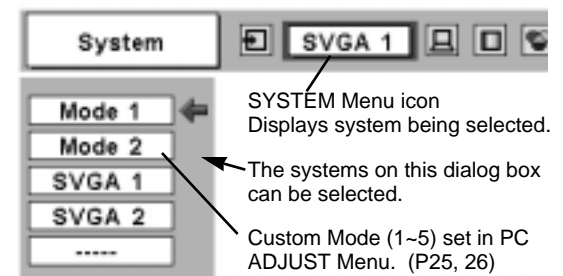 System
SVGA 1
SYSTEM Menu icon
Displays system being selected.
Mode 1
Mode 2
SVGA 1
SVGA 2
-----
The systems on this dialog box
can be selected.
Custom Mode (1~5) set in PC
ADJUST Menu. (P25, 26)